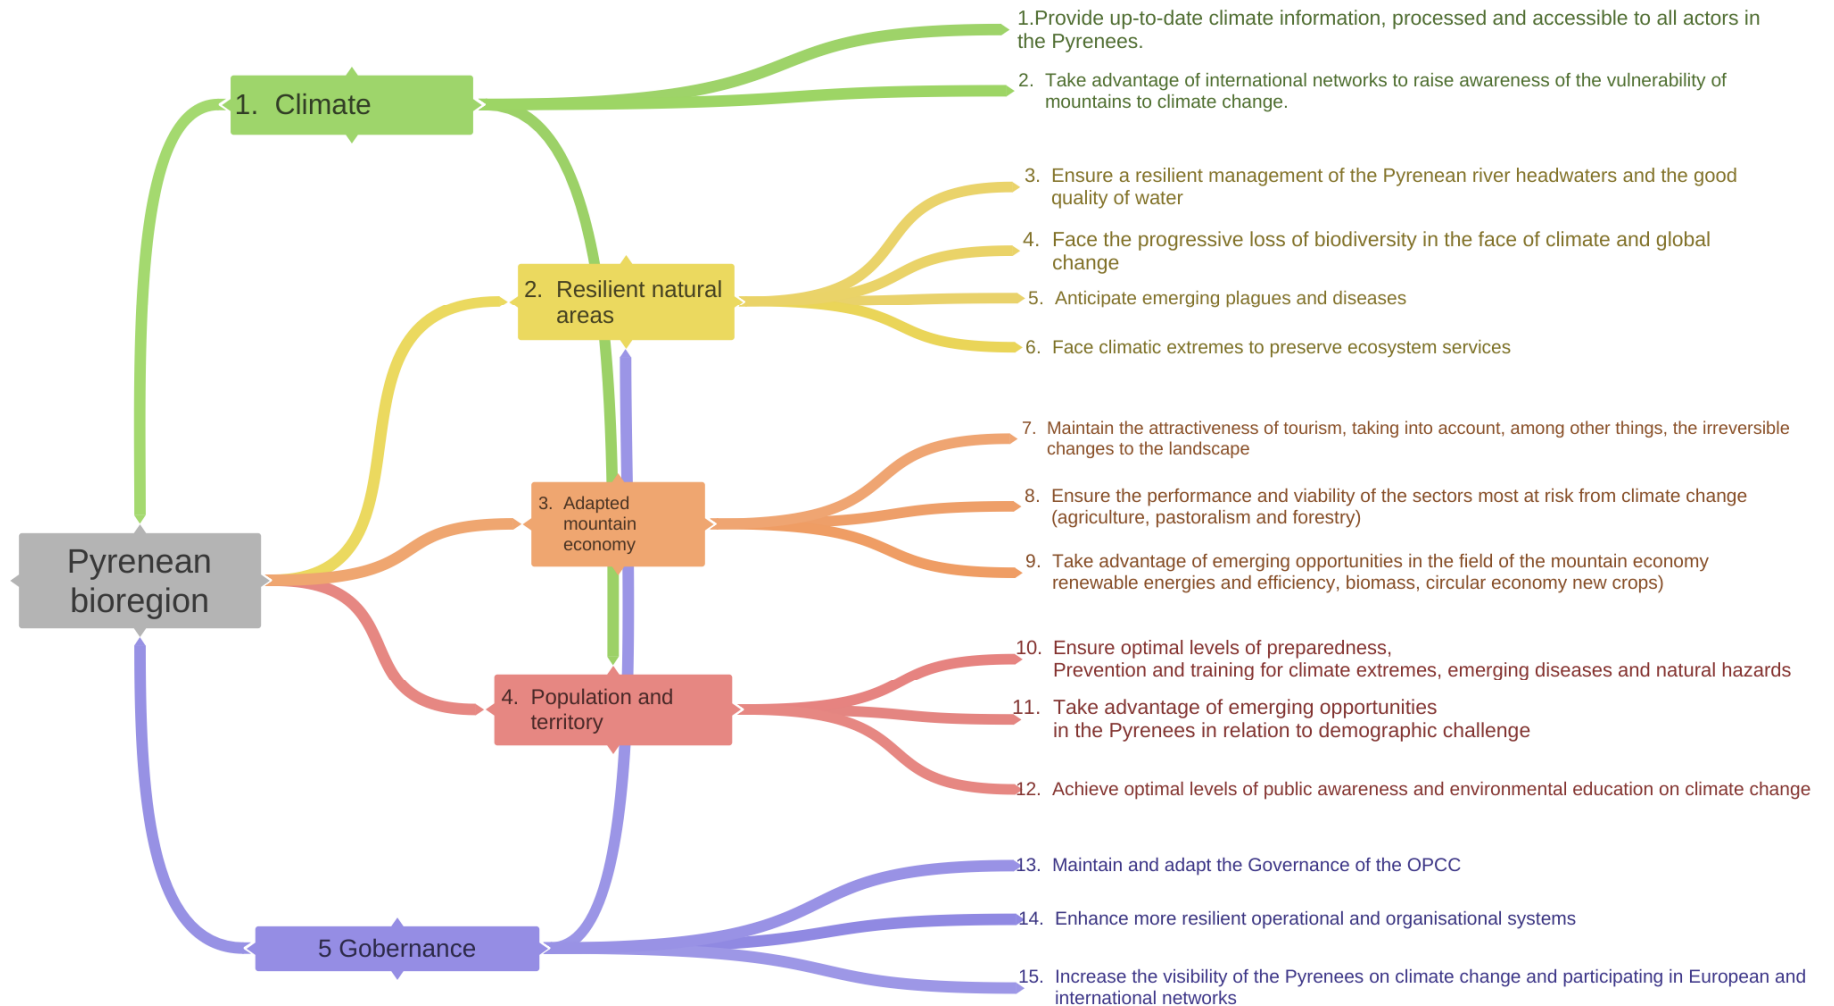 Pyrenean
bioregion
1. Climate
1.Provide up-to-date climate information, processed and accessible to all actors in
the Pyrenees.
2. Take advantage of international networks to raise awareness of the vulnerability of
mountains to climate change.
2. Resilient natural
areas
3. Ensure a resilient management of the Pyrenean river headwaters and the good
quality of water
4. Face the progressive loss of biodiversity in the face of climate and global
change
5. Anticipate emerging plagues and diseases
6. Face climatic extremes to preserve ecosystem services
3. Adapted
mountain
economy
7. Maintain the attractiveness of tourism, taking into account, among other things, the irreversible
changes to the landscape
8. Ensure the performance and viability of the sectors most at risk from climate change
(agriculture, pastoralism and forestry)
9. Take advantage of emerging opportunities in the field of the mountain economy
renewable energies and efficiency, biomass, circular economy new crops)
4. Population and
territory
10. Ensure optimal levels of preparedness,
Prevention and training for climate extremes, emerging diseases and natural hazards
11. Take advantage of emerging opportunities
in the Pyrenees in relation to demographic challenge
12. Achieve optimal levels of public awareness and environmental education on climate change
5 Gobernance
13. Maintain and adapt the Governance of the OPCC
14. Enhance more resilient operational and organisational systems
15. Increase the visibility of the Pyrenees on climate change and participating in European and
international networks